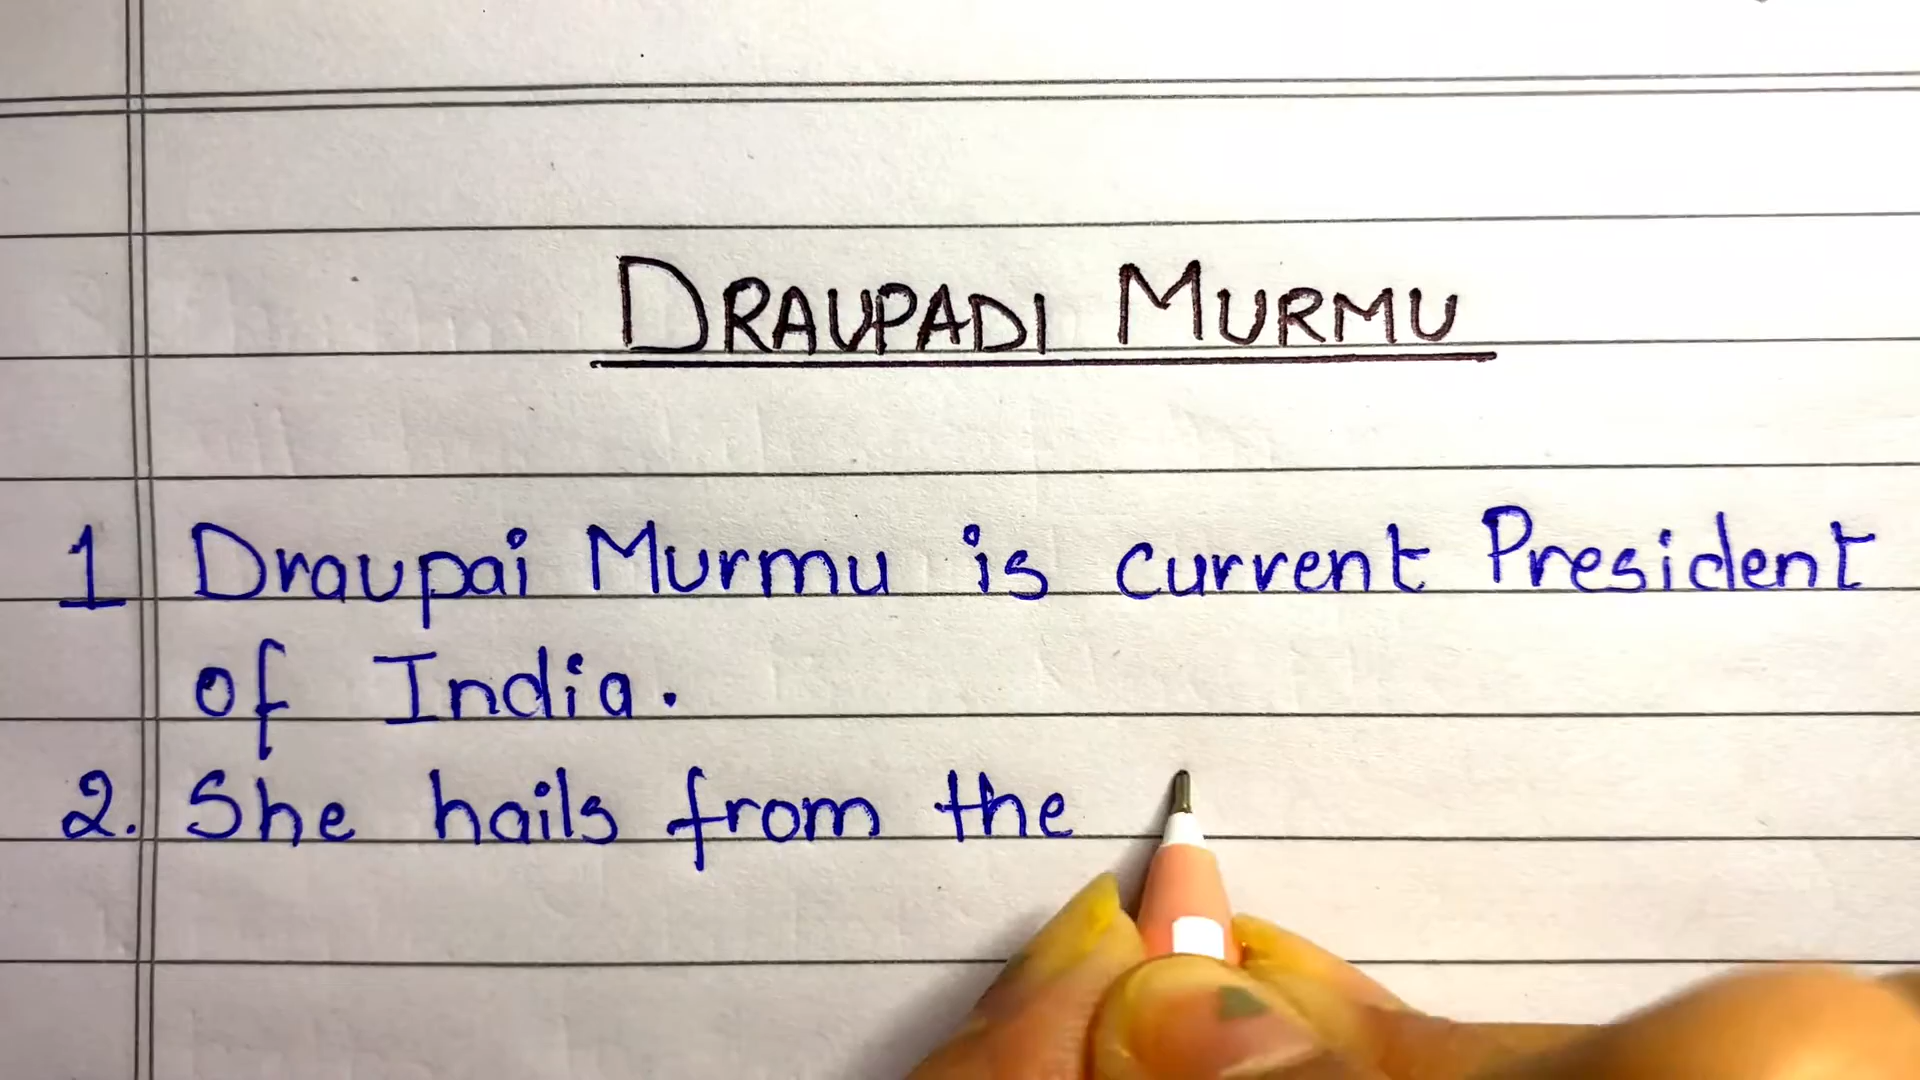 DRAUPADI MURMU
1 Draupai Murmu is current President
of India.
2. She hails from the